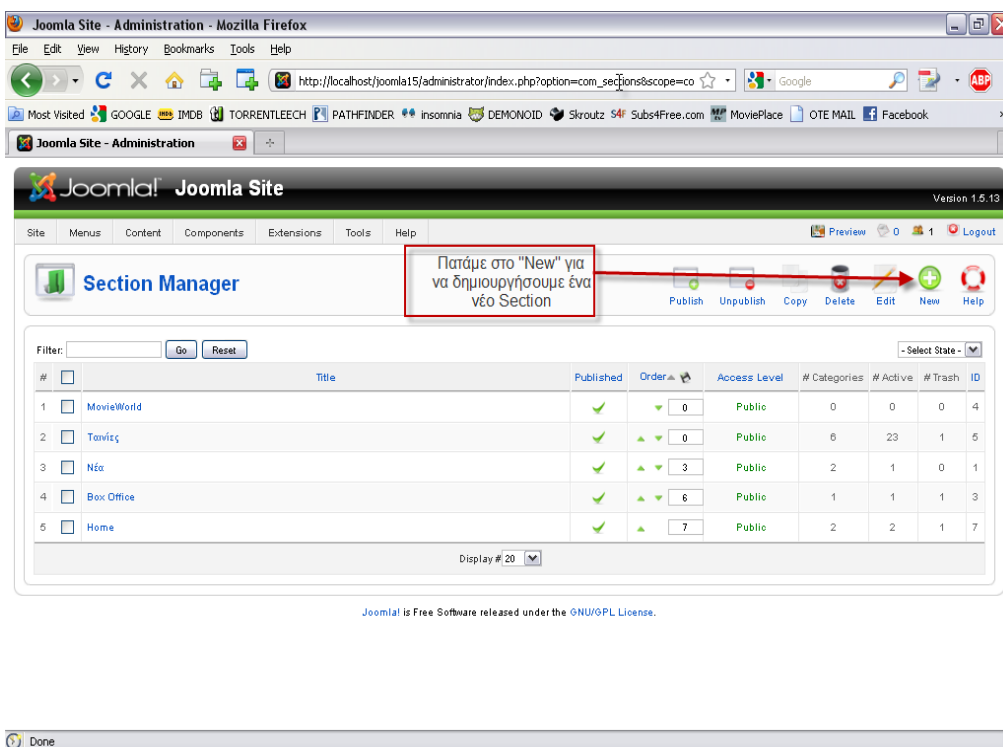 Joomla Site - Administration - Mozilla Firefox
File Edit View History Bookmarks Tools Help
http://localhost/joomla15/administrator/index.php?option=com_sections&scope=co
Google
ABP
Most Visited GOOGLE IMDB TORRENTLEECH PATHFINDER insomnia DEMONOID Skroutz S4F Subs4Free.com MoviePlace OTE MAIL Facebook
Joomla Site - Administration
Joomla! Joomla Site
Version 1.5.13
Site Menus Content Components Extensions Tools Help Preview 0 1 Logout
Section Manager
Πατάμε στο "New" για
να δημιουργήσουμε ένα
νέο Section
Publish Unpublish Copy Delete Edit New Help
Filter: Go Reset - Select State -
# Title Published Order Access Level # Categories # Active # Trash ID
1 MovieWorld 0 Public 0 0 0 4
2 Ταινίες 0 Public 6 23 1 5
3 Νέα 3 Public 2 1 0 1
4 Box Office 6 Public 1 1 1 3
5 Home 7 Public 2 2 1 7
Display # 20
Joomla! is Free Software released under the GNU/GPL License.
Done